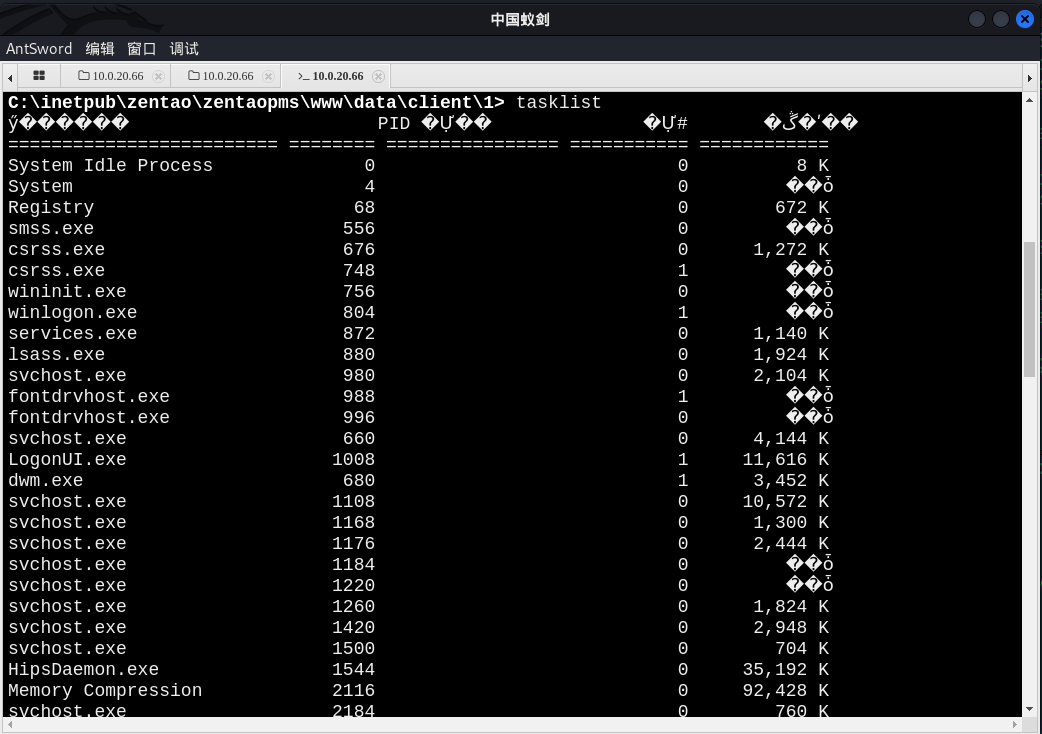 中国蚁剑
AntSword 编辑 窗口 调试
10.0.20.66 10.0.20.66 >_ 10.0.20.66
C:\inetpub\zentao\zentaopms\www\data\client\1> tasklist
PID
========================= ======== ================ =========== ============
System Idle Process 0 0 8 K
System 4 0
Registry 68 0 672 K
smss.exe 556 0
csrss.exe 676 0 1,272 K
csrss.exe 748 1
wininit.exe 756 0
winlogon.exe 804 1
services.exe 872 0 1,140 K
lsass.exe 880 0 1,924 K
svchost.exe 980 0 2,104 K
fontdrvhost.exe 988 1
fontdrvhost.exe 996 0
svchost.exe 660 0 4,144 K
LogonUI.exe 1008 1 11,616 K
dwm.exe 680 1 3,452 K
svchost.exe 1108 0 10,572 K
svchost.exe 1168 0 1,300 K
svchost.exe 1176 0 2,444 K
svchost.exe 1184 0
svchost.exe 1220 0
svchost.exe 1260 0 1,824 K
svchost.exe 1420 0 2,948 K
svchost.exe 1500 0 704 K
HipsDaemon.exe 1544 0 35,192 K
Memory Compression 2116 0 92,428 K
svchost.exe 2184 0 760 K